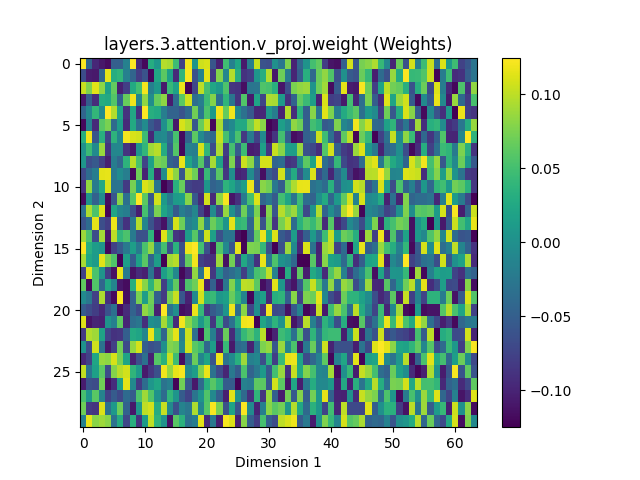 layers.3.attention.v_proj.weight (Weights)
0
5
10
15
20
25
Dimension 2
0 10 20 30 40 50 60
Dimension 1
0.10
0.05
0.00
−0.05
−0.10